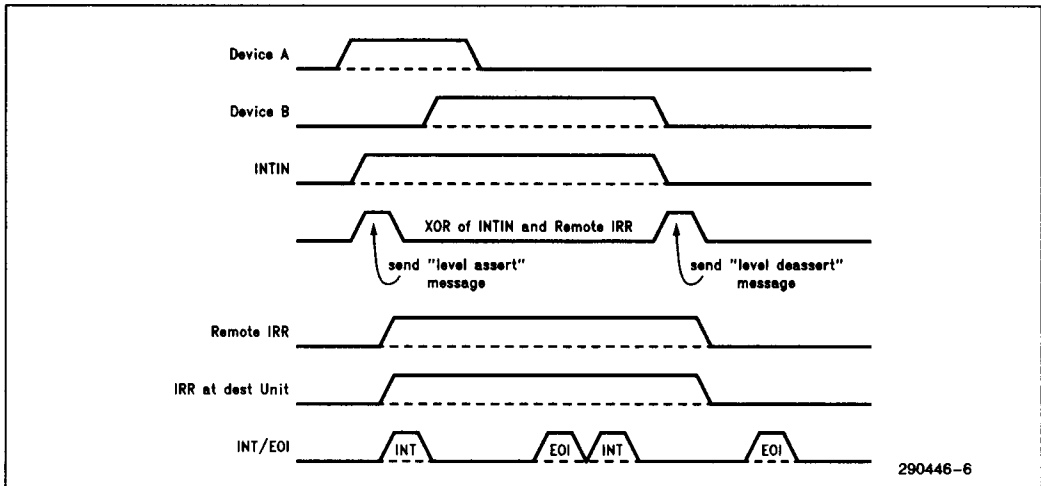 Device A
Device B
INTIN
XOR of INTIN and Remote IRR
send "level assert"
message
send "level deassert"
message
Remote IRR
IRR at dest Unit
INT/EOI
INT
EOI
INT
EOI
290446-6